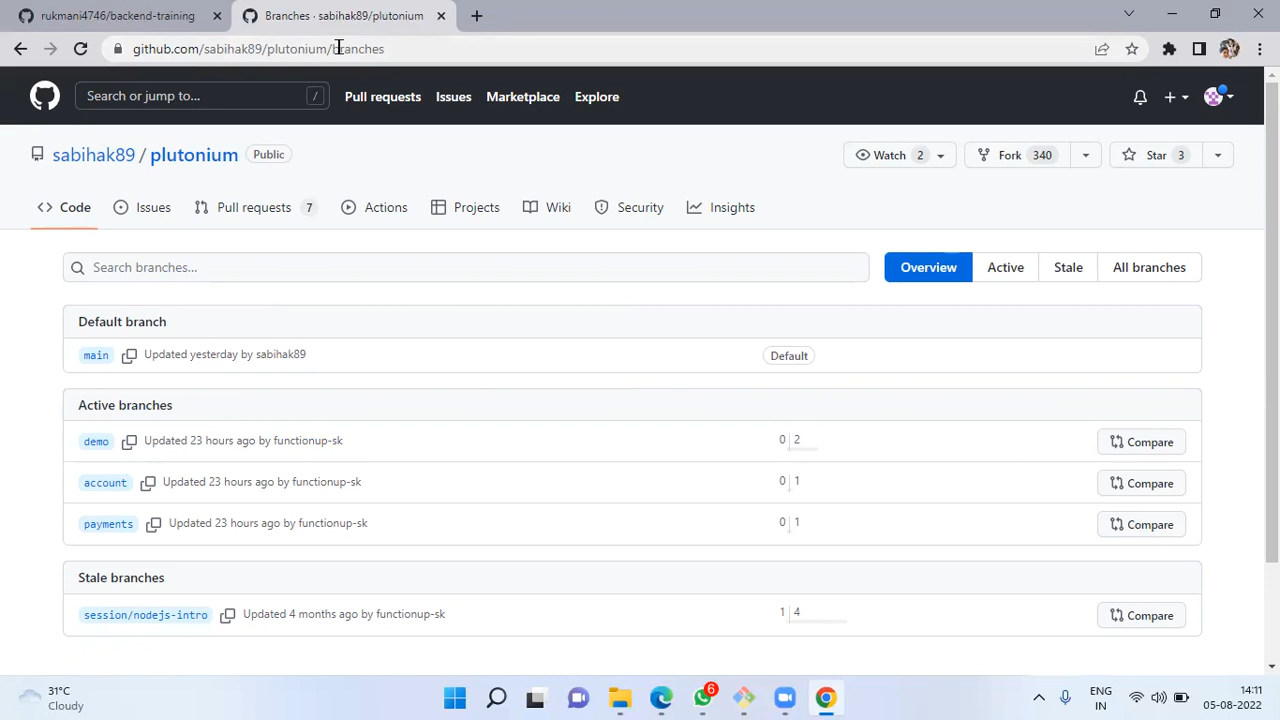 rukmani4746/backend-training
Branches · sabihak89/plutonium
github.com/sabihak89/plutonium/branches
Search or jump to...
/
Pull requests
Issues
Marketplace
Explore
sabihak89 / plutonium
Public
Watch 2
Fork 340
Star 3
Code
Issues
Pull requests 7
Actions
Projects
Wiki
Security
Insights
Search branches...
Overview
Active
Stale
All branches
Default branch
main Updated yesterday by sabihak89
Default
Active branches
demo Updated 23 hours ago by functionup-sk
0 2
Compare
account Updated 23 hours ago by functionup-sk
0 1
Compare
payments Updated 23 hours ago by functionup-sk
0 1
Compare
Stale branches
session/nodejs-intro Updated 4 months ago by functionup-sk
1 4
Compare
31°C
Cloudy
6
ENG
IN
14:11
05-08-2022